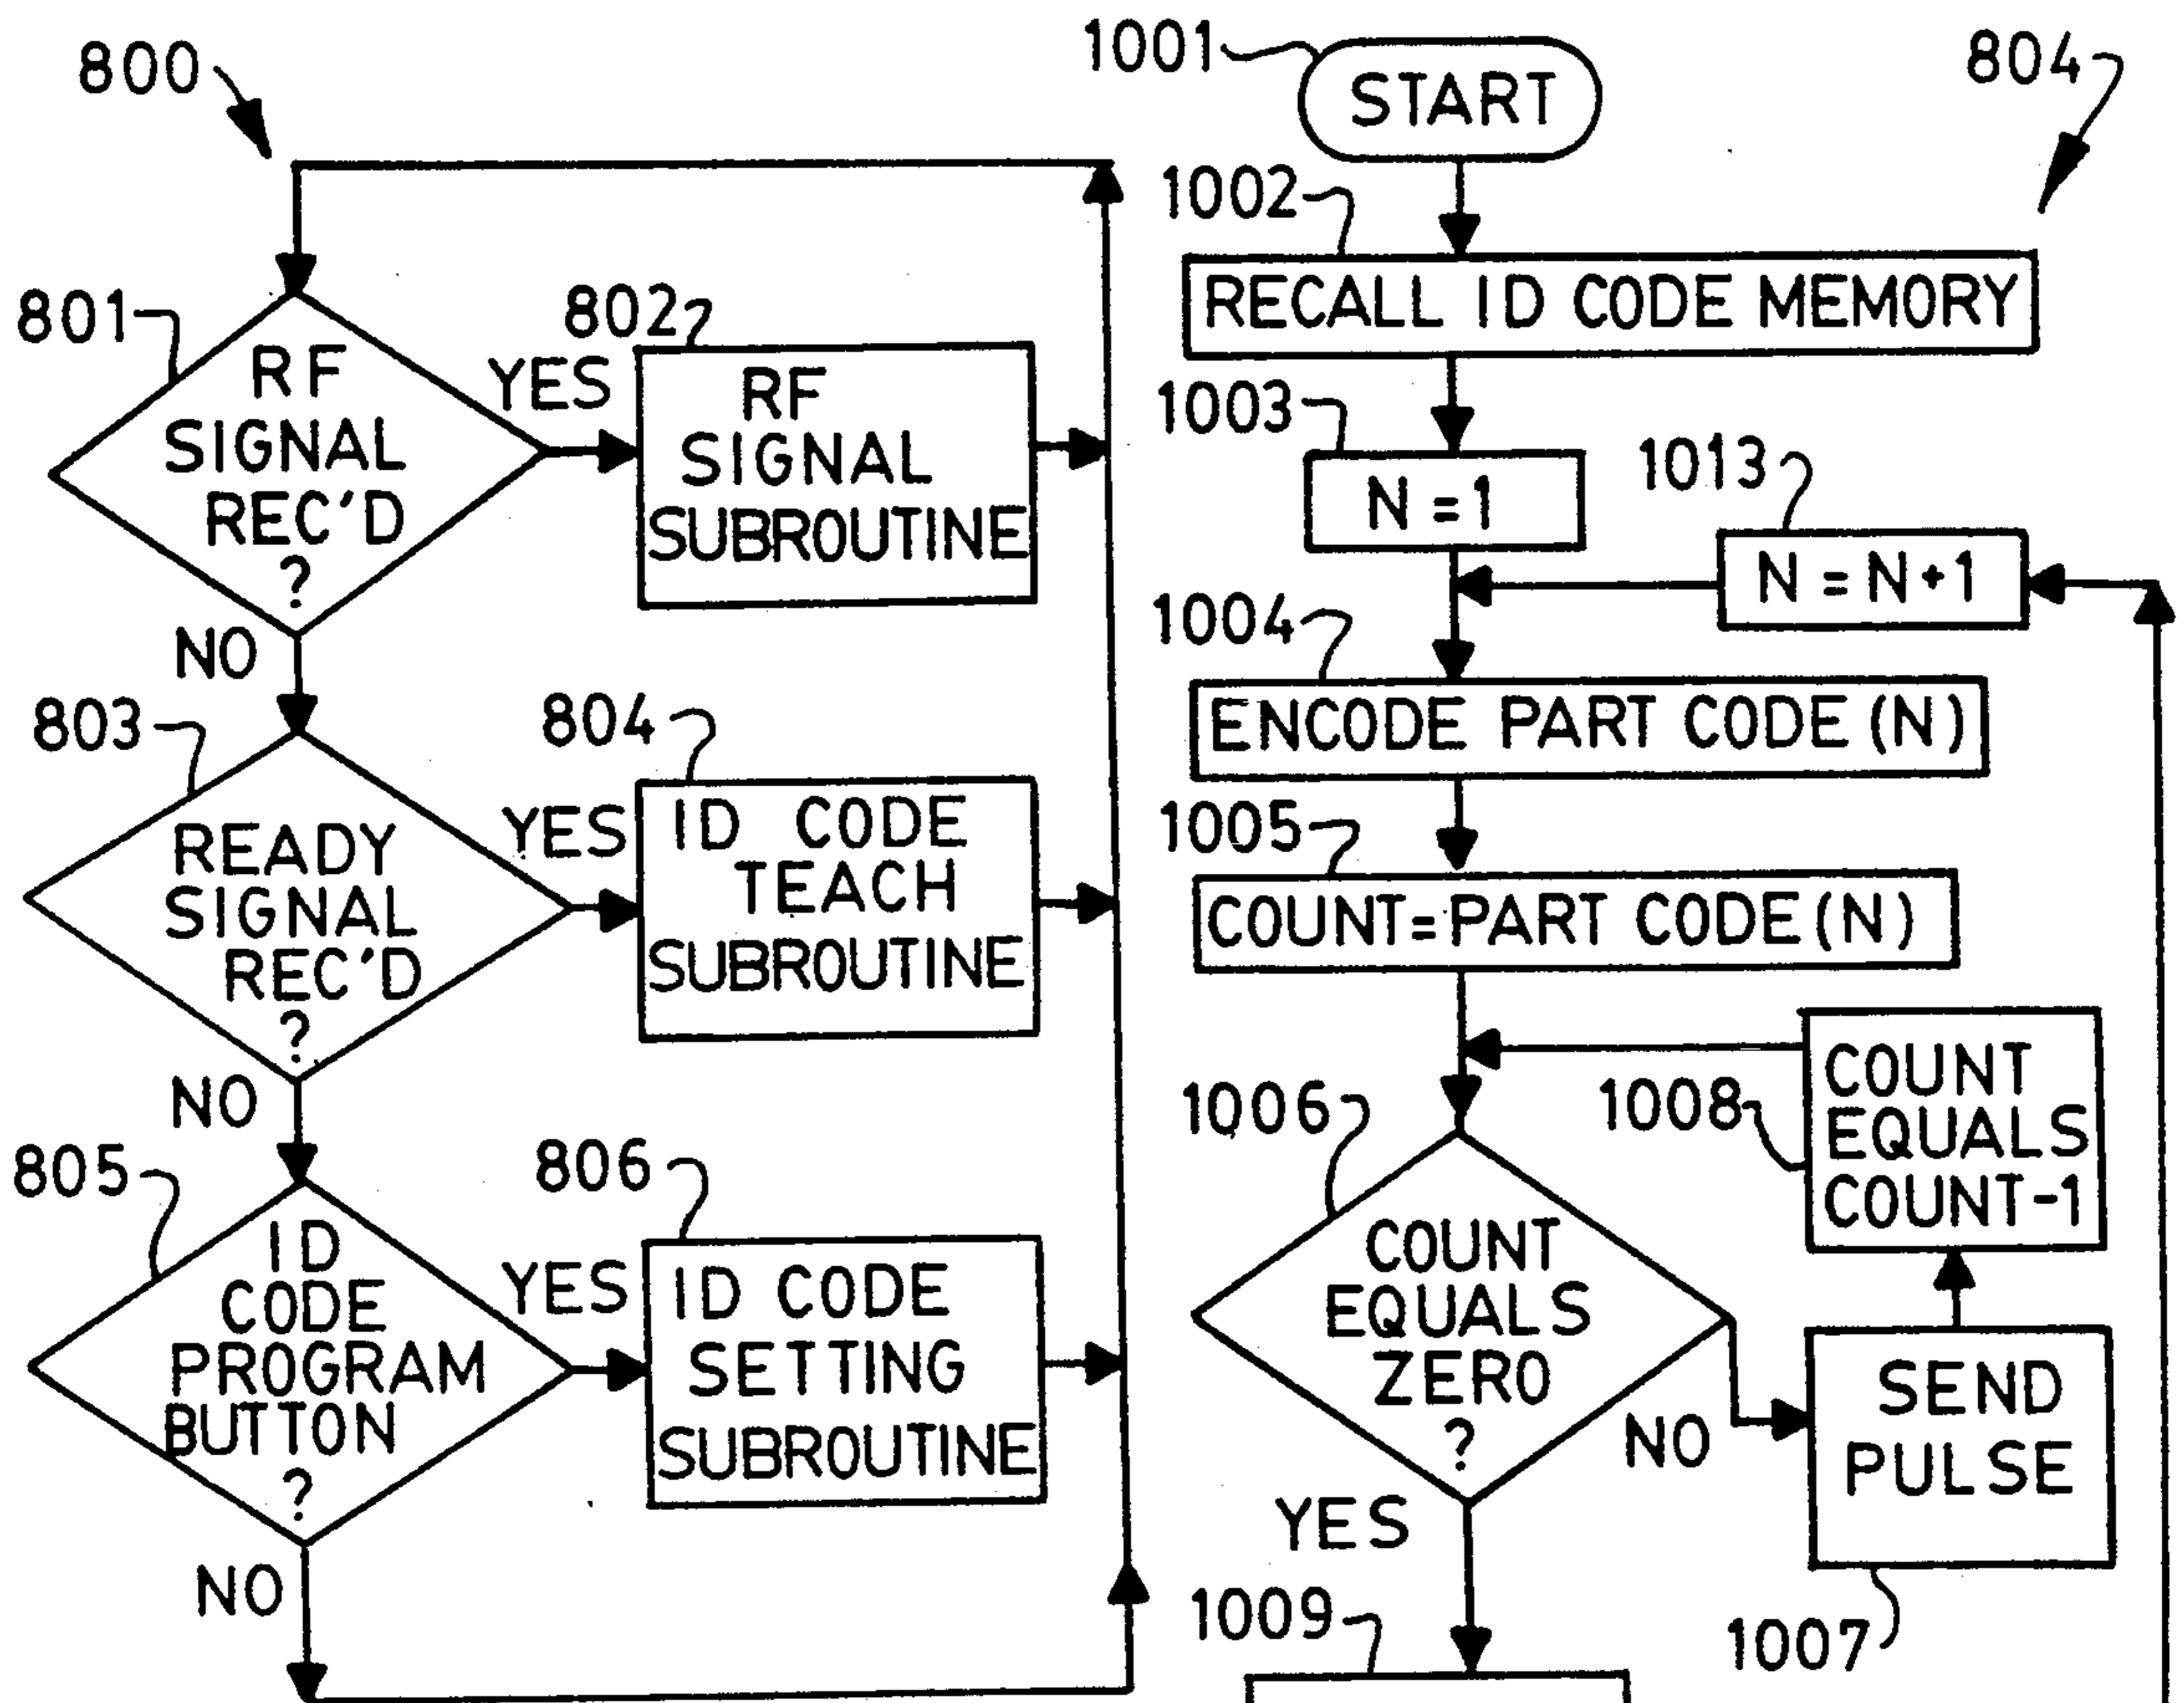 800
801
RF
SIGNAL
REC'D
?
YES
NO
802
RF
SIGNAL
SUBROUTINE
803
READY
SIGNAL
REC'D
?
YES
NO
804
ID CODE
TEACH
SUBROUTINE
805
ID
CODE
PROGRAM
BUTTON
?
YES
NO
806
ID CODE
SETTING
SUBROUTINE
804
1001
START
1002
RECALL ID CODE MEMORY
1003
N=1
1013
N=N+1
1004
ENCODE PART CODE (N)
1005
COUNT=PART CODE (N)
1006
COUNT
EQUALS
ZERO
?
NO
YES
1008
COUNT
EQUALS
COUNT-1
SEND
PULSE
1007
1009